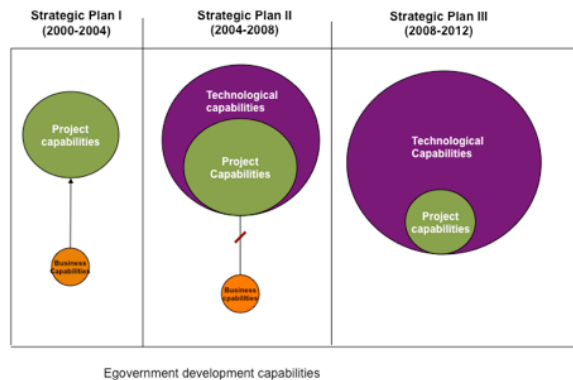 Strategic Plan I
(2000-2004)
Strategic Plan II
(2004-2008)
Strategic Plan III
(2008-2012)
Project
capabilities
Business
Capabilities
Technological
capabilities
Project
Capabilities
Business
cpabilities
Technological
Capabilities
Project
capabilities
Egovernment development capabilities